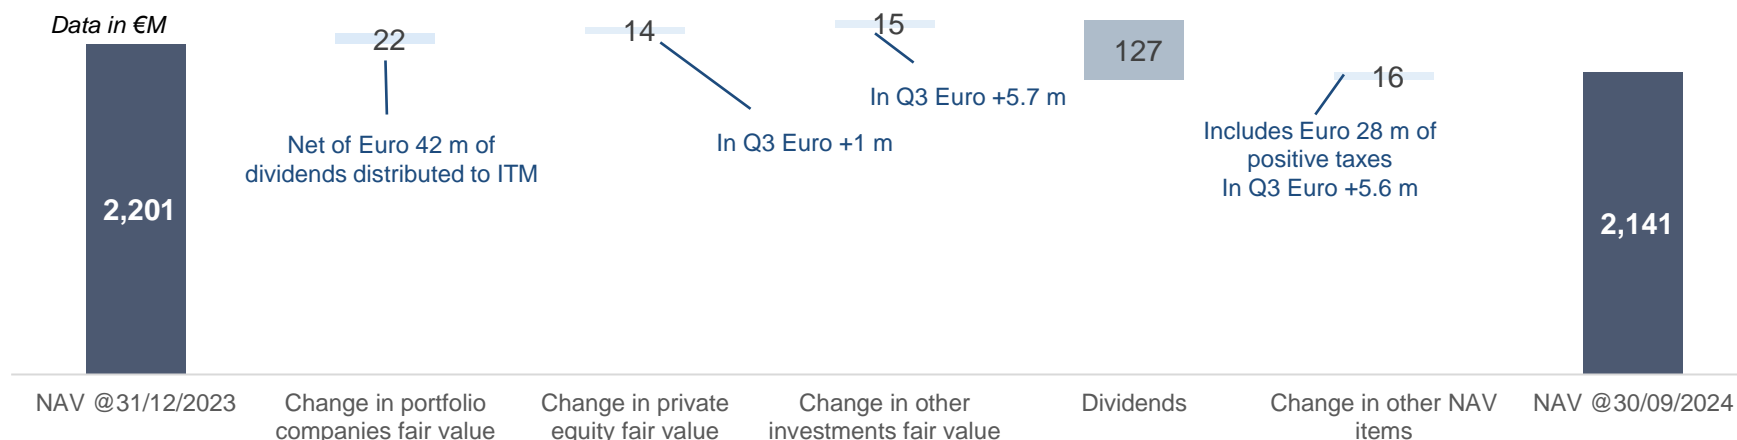 Data in €M
22
14
15
127
16
In Q3 Euro +5.7 m
Net of Euro 42 m of
dividends distributed to ITM
In Q3 Euro +1 m
Includes Euro 28 m of
positive taxes
In Q3 Euro +5.6 m
2,201
2,141
NAV @31/12/2023
Change in portfolio
companies fair value
Change in private
equity fair value
Change in other
investments fair value
Dividends
Change in other NAV
items
NAV @30/09/2024